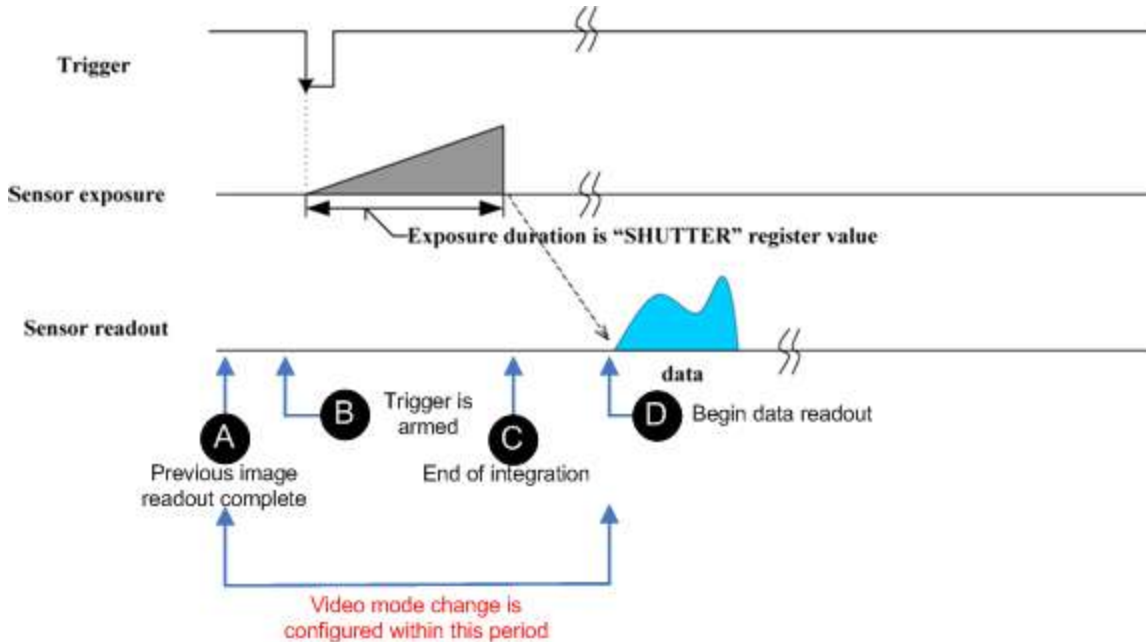 Trigger
Sensor exposure
Exposure duration is “SHUTTER” register value
Sensor readout
data
A
Previous image
readout complete
B
Trigger is
armed
C
End of integration
D
Begin data readout
Video mode change is
configured within this period